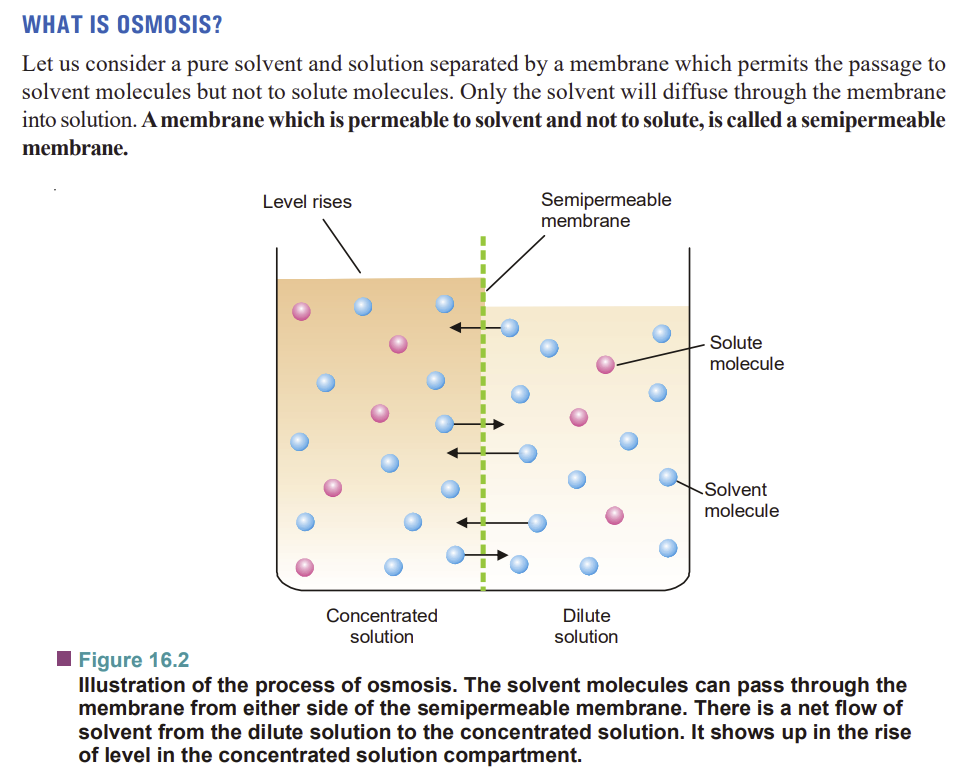 WHAT IS OSMOSIS?
Let us consider a pure solvent and solution separated by a membrane which permits the passage to
solvent molecules but not to solute molecules. Only the solvent will diffuse through the membrane
into solution. A membrane which is permeable to solvent and not to solute, is called a semipermeable
membrane.
Level rises
Semipermeable
membrane
Solute
molecule
Solvent
molecule
Concentrated
solution
Dilute
solution
Figure 16.2
Illustration of the process of osmosis. The solvent molecules can pass through the
membrane from either side of the semipermeable membrane. There is a net flow of
solvent from the dilute solution to the concentrated solution. It shows up in the rise
of level in the concentrated solution compartment.